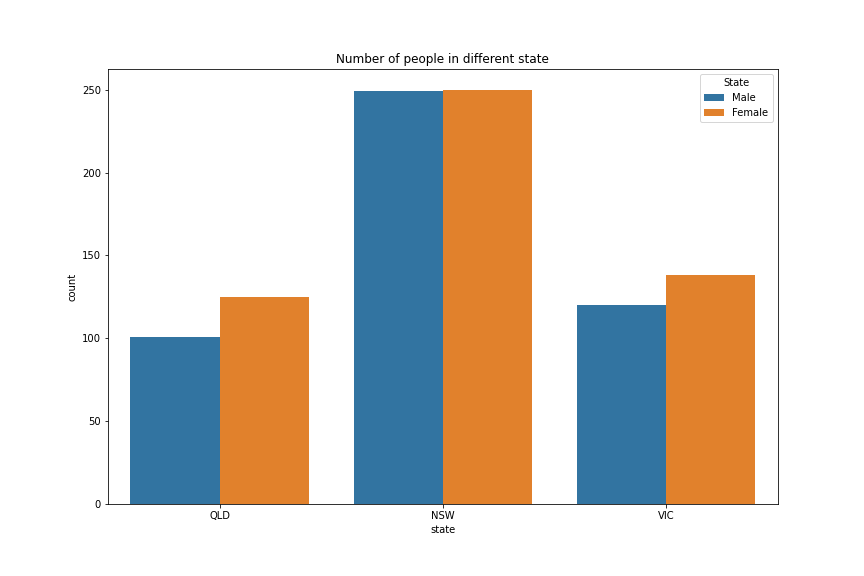 Number of people in different state
State
Male
Female
250
200
150
100
50
0
count
QLD NSW VIC
state